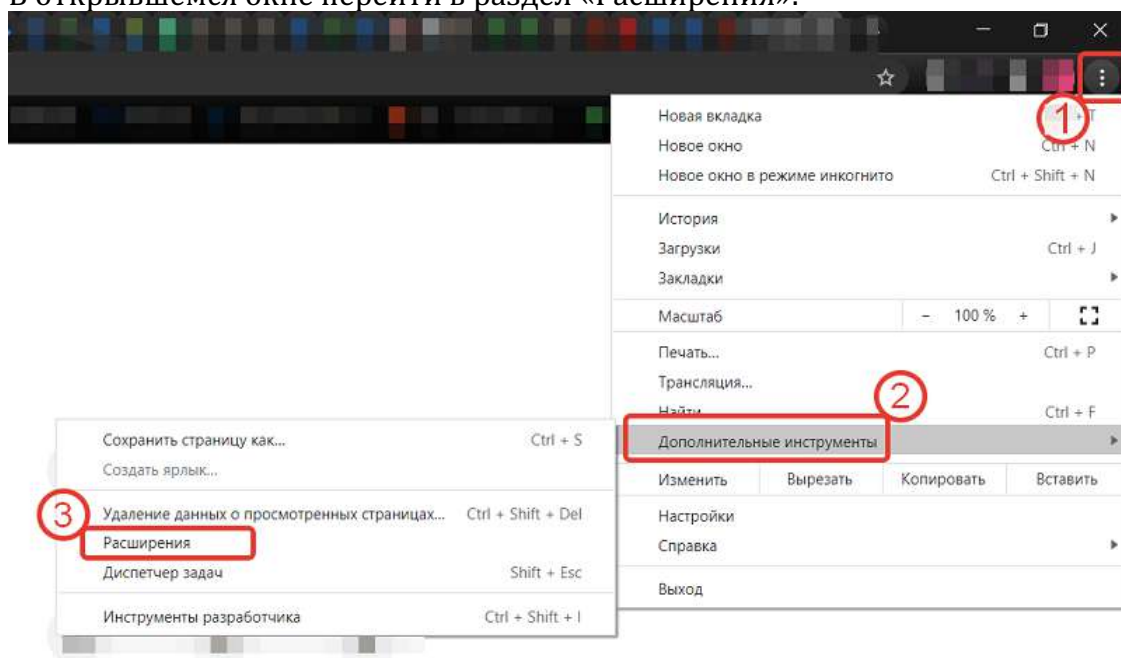 В открывшемся окне перейти в раздел «Расширения».
1
Новая вкладка T
Новое окно Ctrl + N
Новое окно в режиме инкогнито Ctrl + Shift + N
История
Загрузки Ctrl + J
Закладки
Масштаб - 100 % +
Печать... Ctrl + P
Трансляция...
2
Найти... Ctrl + F
Дополнительные инструменты
Изменить Вырезать Копировать Вставить
Настройки
Справка
Выход
Сохранить страницу как... Ctrl + S
Создать ярлык...
3
Удаление данных о просмотренных страницах... Ctrl + Shift + Del
Расширения
Диспетчер задач Shift + Esc
Инструменты разработчика Ctrl + Shift + I